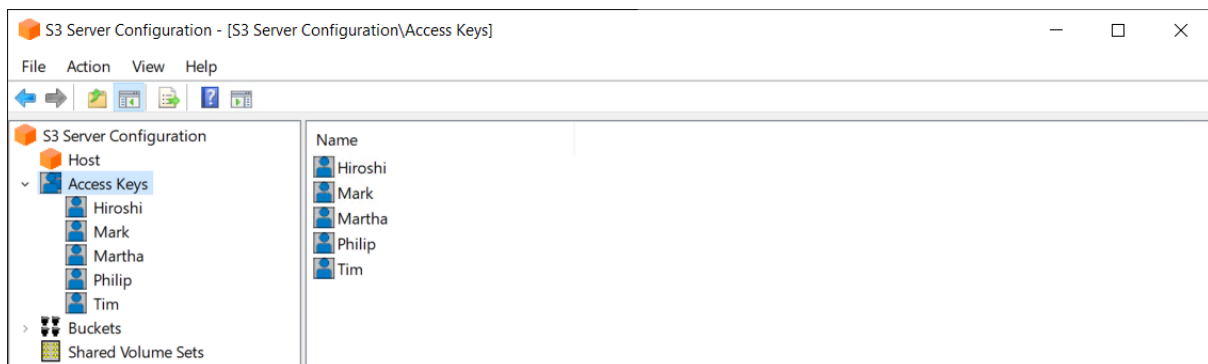 S3 Server Configuration - [S3 Server Configuration\Access Keys]
File Action View Help
S3 Server Configuration
Host
Access Keys
Hiroshi
Mark
Martha
Philip
Tim
Buckets
Shared Volume Sets
Name
Hiroshi
Mark
Martha
Philip
Tim